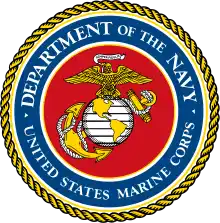 DEPARTMENT OF THE NAVY
UNITED STATES MARINE CORPS